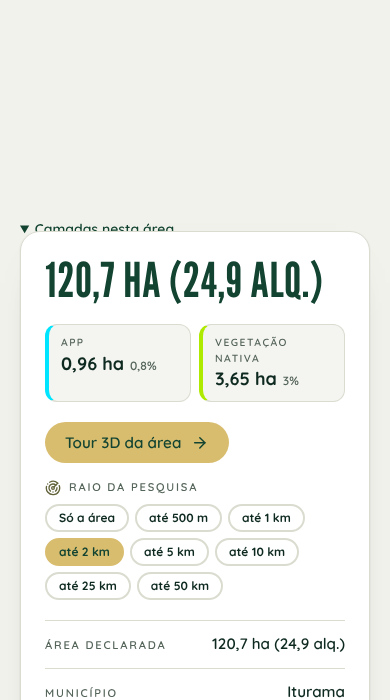 ▼ Camadas nesta área
120,7 HA (24,9 ALQ.)
APP
0,96 ha 0,8%
VEGETAÇÃO
NATIVA
3,65 ha 3%
Tour 3D da área →
RAIO DA PESQUISA
Só a área
até 500 m
até 1 km
até 2 km
até 5 km
até 10 km
até 25 km
até 50 km
ÁREA DECLARADA 120,7 ha (24,9 alq.)
MUNICÍPIO Iturama